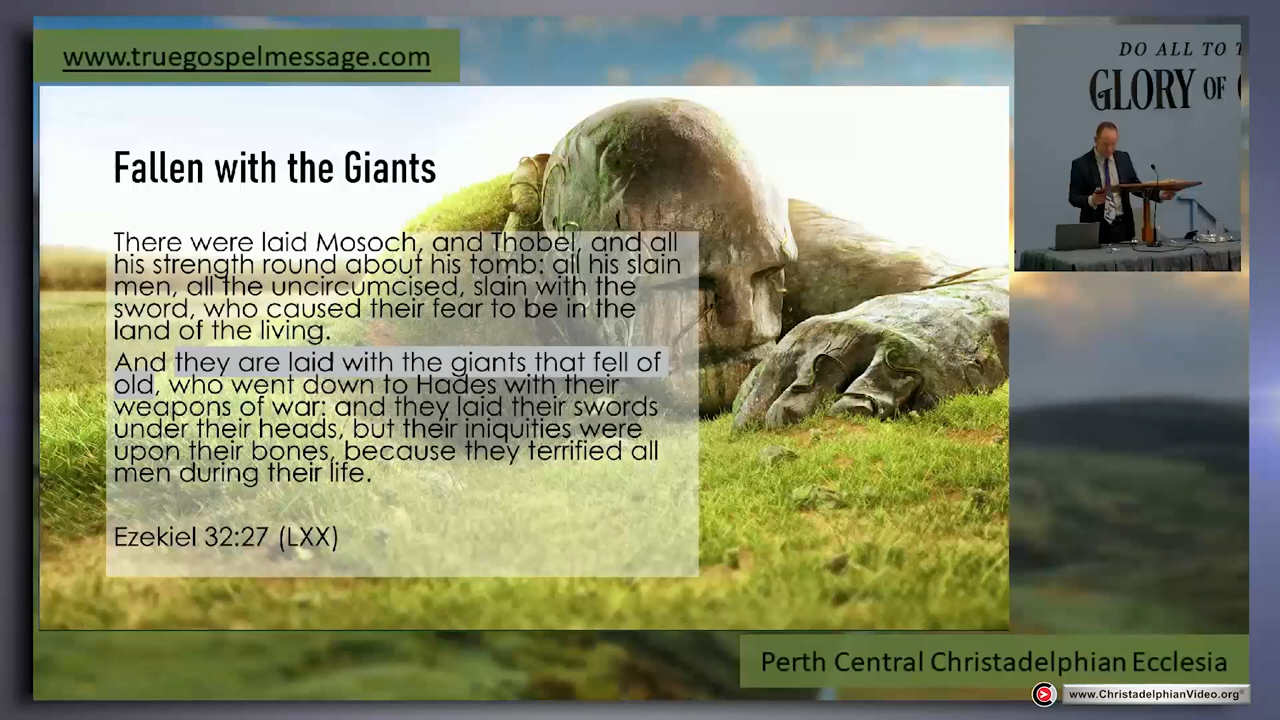 www.truegospelmessage.com
DO ALL TO
GLORY OF
Fallen with the Giants
There were laid Mosoch, and Thobel, and all
his strength round about his tomb: all his slain
men, all the uncircumcised, slain with the
sword, who caused their fear to be in the
land of the living.
And they are laid with the giants that fell of
old, who went down to Hades with their
weapons of war: and they laid their swords
under their heads, but their iniquities were
upon their bones, because they terrified all
men during their life.
Ezekiel 32:27 (LXX)
Perth Central Christadelphian Ecclesia
www.ChristadelphianVideo.org